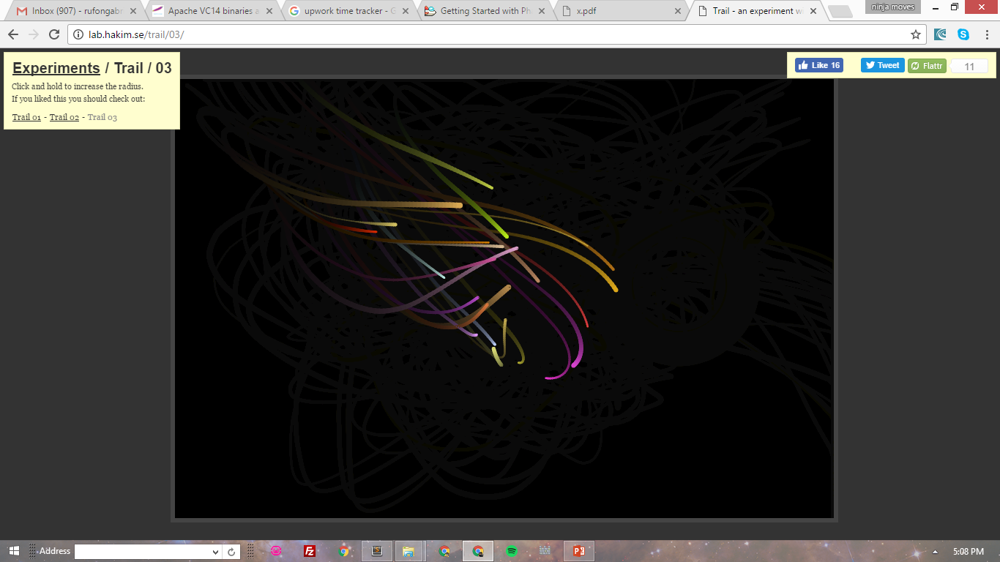 Inbox (907) - rufongabr
Apache VC14 binaries a
upwork time tracker - G
Getting Started with Ph
x.pdf
Trail - an experiment w
ninja moves
lab.hakim.se/trail/03/
Experiments / Trail / 03
Click and hold to increase the radius.
If you liked this you should check out:
Trail 01 - Trail 02 - Trail 03
Like 16
Tweet
Flattr
11
Address
5:08 PM